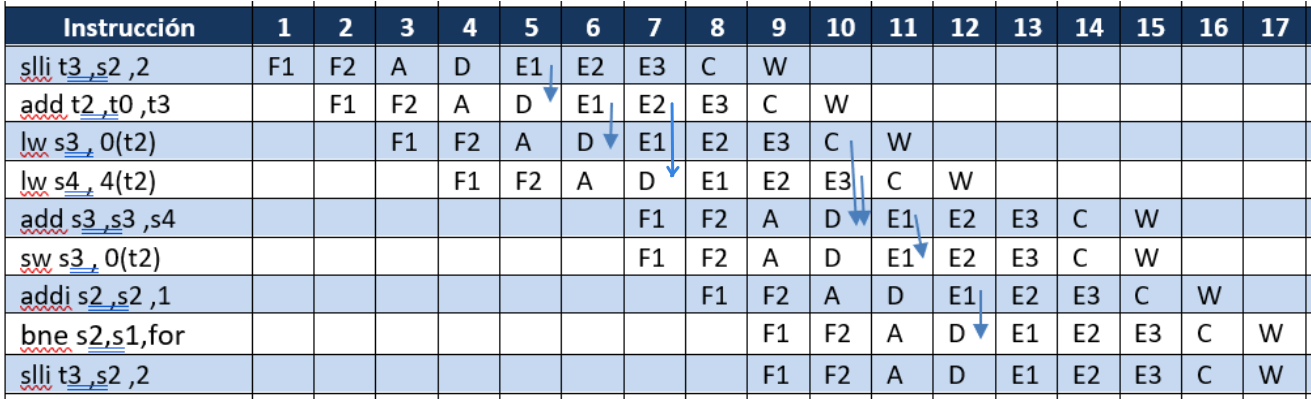 Instrucción 1 2 3 4 5 6 7 8 9 10 11 12 13 14 15 16 17
slli t3 ,s2 ,2 F1 F2 A D E1 E2 E3 C W
add t2 ,t0 ,t3 F1 F2 A D E1 E2 E3 C W
lw s3 , 0(t2) F1 F2 A D E1 E2 E3 C W
lw s4 , 4(t2) F1 F2 A D E1 E2 E3 C W
add s3 ,s3 ,s4 F1 F2 A D E1 E2 E3 C W
sw s3 , 0(t2) F1 F2 A D E1 E2 E3 C W
addi s2 ,s2 ,1 F1 F2 A D E1 E2 E3 C W
bne s2,s1,for F1 F2 A D E1 E2 E3 C W
slli t3 ,s2 ,2 F1 F2 A D E1 E2 E3 C W